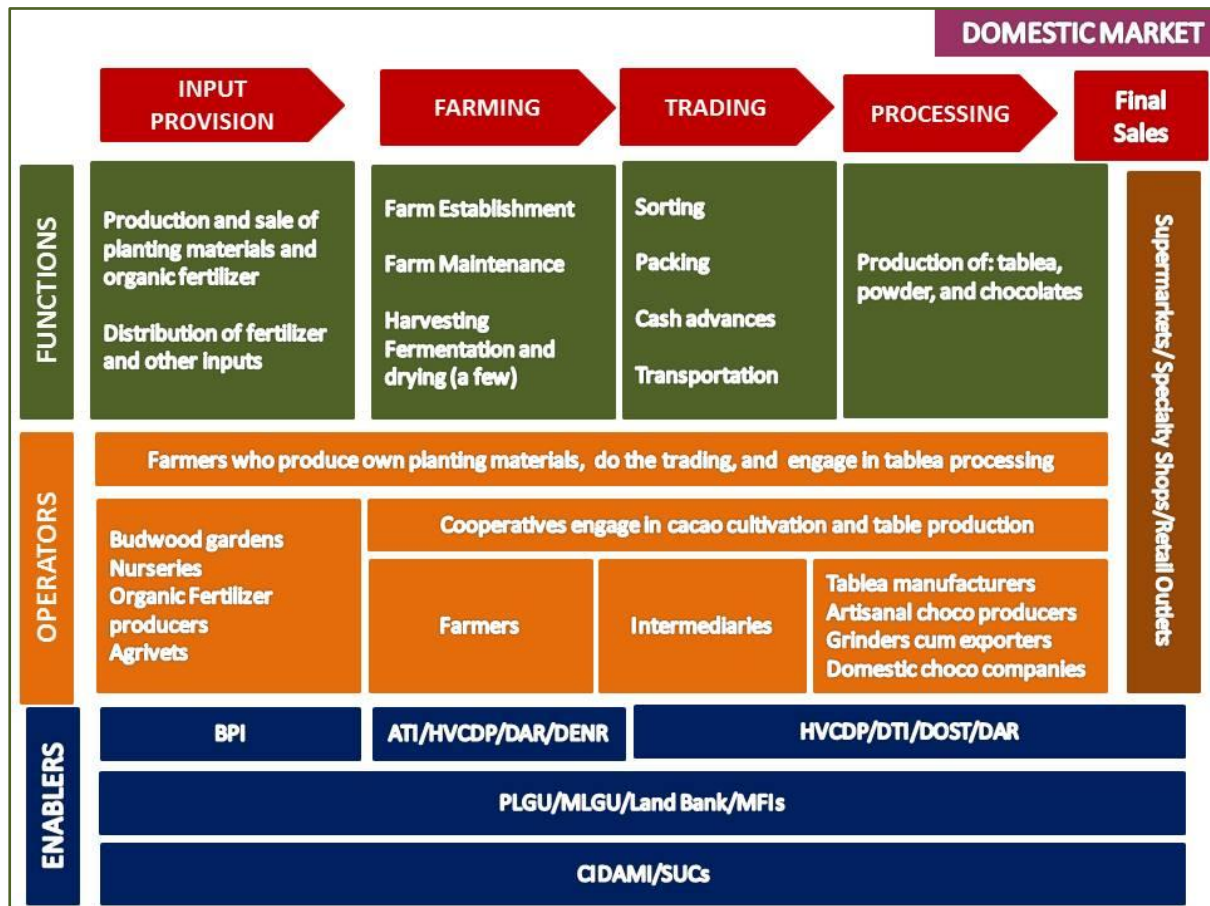 DOMESTIC MARKET
INPUT
PROVISION
FARMING
TRADING
PROCESSING
Final
Sales
FUNCTIONS
Production and sale of
planting materials and
organic fertilizer
Distribution of fertilizer
and other inputs
Farm Establishment
Farm Maintenance
Harvesting
Fermentation and
drying (a few)
Sorting
Packing
Cash advances
Transportation
Production of: tablea,
powder, and chocolates
Supermarkets/ Specialty Shops/Retail Outlets
OPERATORS
Farmers who produce own planting materials, do the trading, and engage in tablea processing
Budwood gardens
Nurseries
Organic Fertilizer
producers
Agrivets
Cooperatives engage in cacao cultivation and table production
Farmers
Intermediaries
Tablea manufacturers
Artisanal choco producers
Grinders cum exporters
Domestic choco companies
ENABLERS
BPI
ATI/HVCDP/DAR/DENR
HVCDP/DTI/DOST/DAR
PLGU/MLGU/Land Bank/MFIs
CIDAMI/SUCs